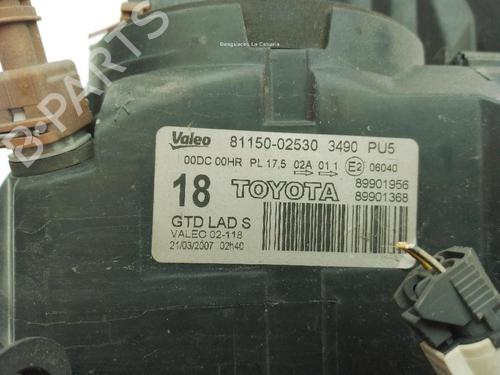 Desguaces La Cabaña
B-PARTS
Valeo 81150-02530 3490 PU5
00DC 00HR PL 17,5 02A 01 1 E2 06040
18 TOYOTA 89901956
89901368
GTD LAD S
VALEO 02-118
21/03/2007 02h40